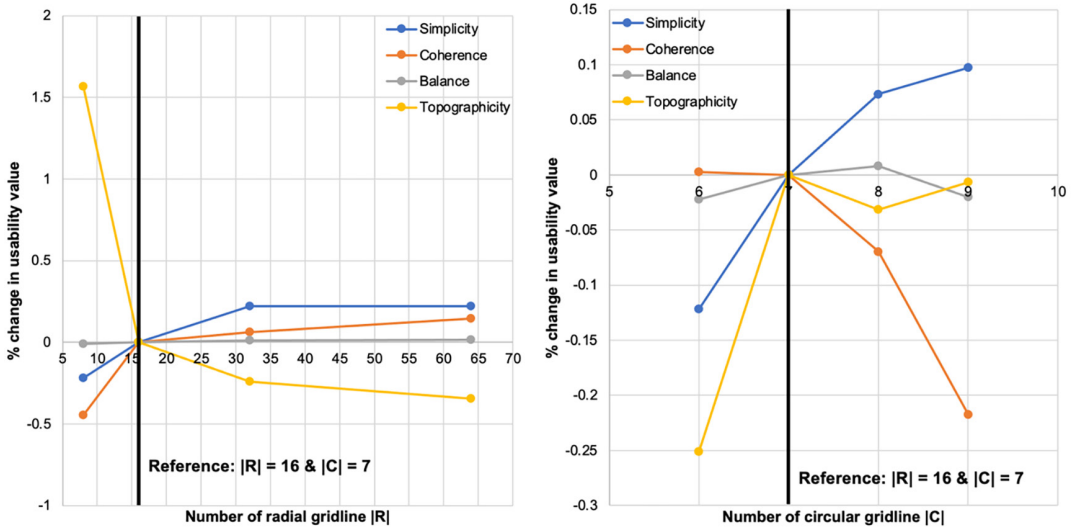 % change in usability value
2
1.5
1
0.5
0
-0.5
-1
Simplicity
Coherence
Balance
Topographicity
5 10 15 20 25 30 35 40 45 50 55 60 65 70
Reference: |R| = 16 & |C| = 7
Number of radial gridline |R|
% change in usability value
0.15
0.1
0.05
0
-0.05
-0.1
-0.15
-0.2
-0.25
-0.3
Simplicity
Coherence
Balance
Topographicity
5 6 7 8 9 10
Reference: |R| = 16 & |C| = 7
Number of circular gridline |C|